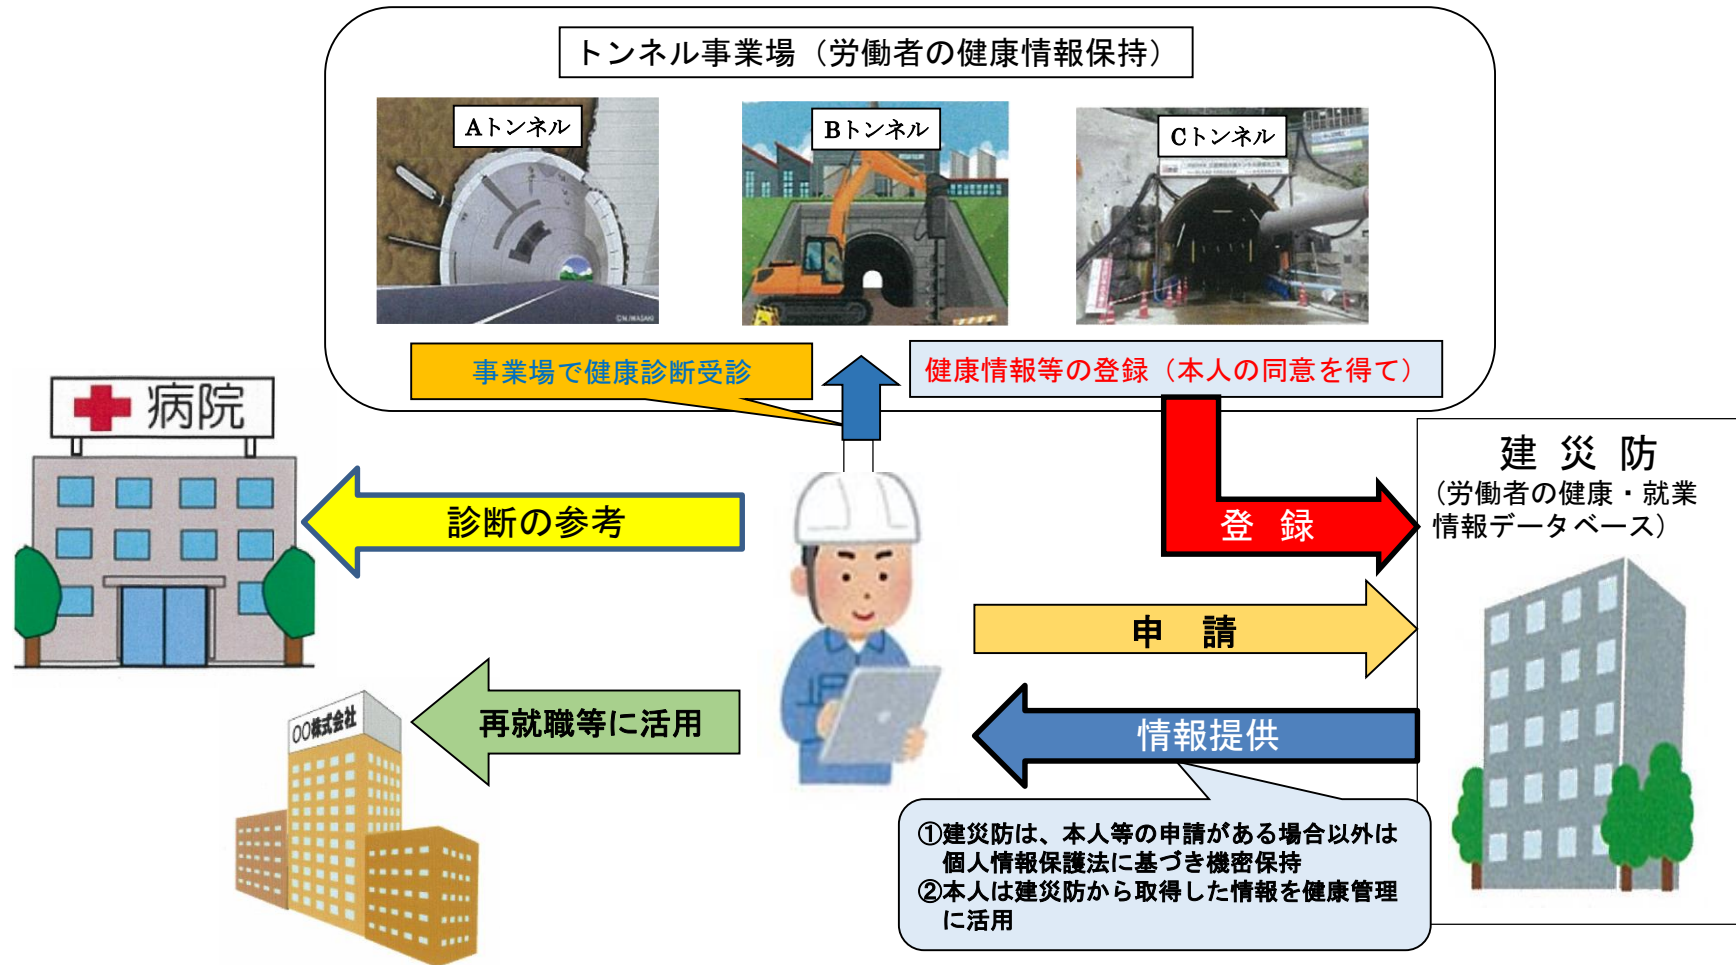 トンネル事業場（労働者の健康情報保持）
Aトンネル
Bトンネル
Cトンネル
©N.IWASAKI
事業場で健康診断受診
健康情報等の登録（本人の同意を得て）
病院
建 災 防
（労働者の健康・就業
情報データベース）
診断の参考
登 録
申 請
再就職等に活用
情報提供
〇〇株式会社
①建災防は、本人等の申請がある場合以外は
個人情報保護法に基づき機密保持
②本人は建災防から取得した情報を健康管理
に活用